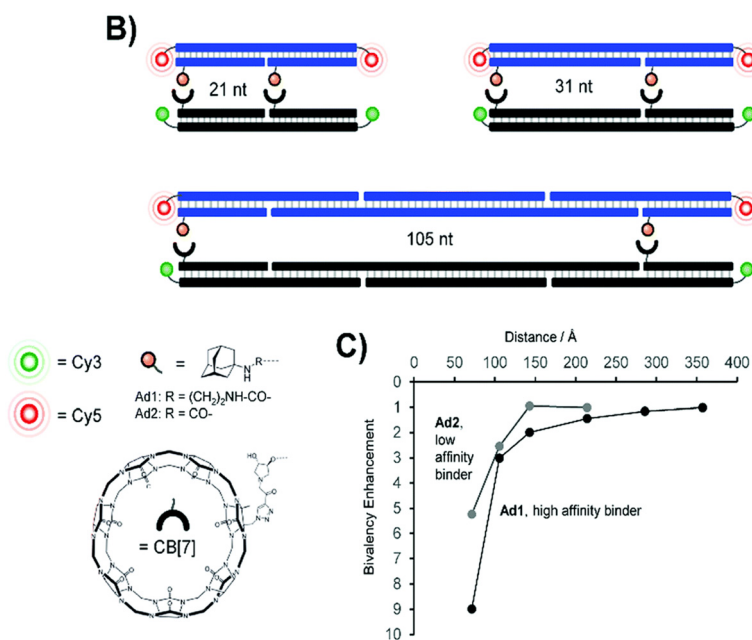 B)
21 nt
31 nt
105 nt
= Cy3
= Cy5
=
N
H
R
Ad1: R = (CH2)2NH-CO-
Ad2: R = CO-
HO
= CB[7]
C)
Distance / Å
0 50 100 150 200 250 300 350 400
Bivalency Enhancement
0
1
2
3
4
5
6
7
8
9
10
Ad2,
low
affinity
binder
Ad1, high affinity binder